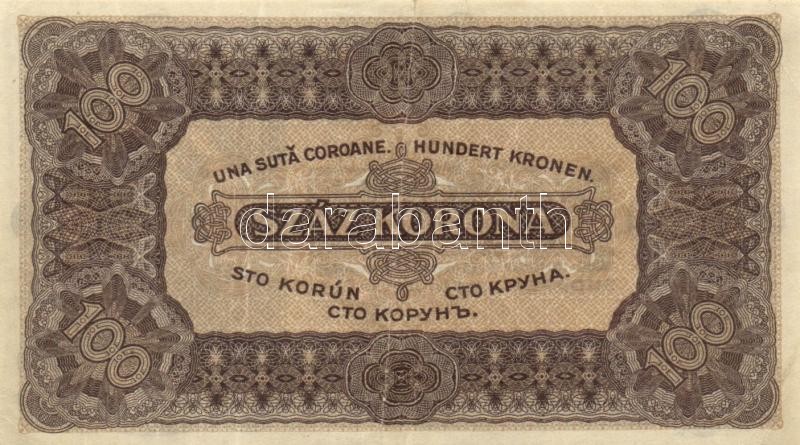 100
100
UNA SUTĂ COROANE. HUNDERT KRONEN.
SZÁZ KORONA
darabanth
STO KORÚN СТО КРУНА.
СТО КОРУНЪ.
100
100